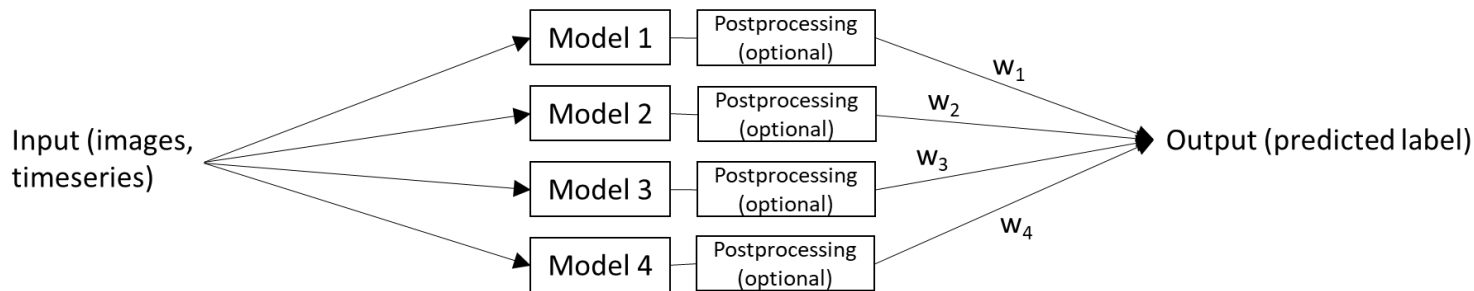 Input (images,
timeseries)
Model 1
Postprocessing
(optional)
w₁
Model 2
Postprocessing
(optional)
w₂
Model 3
Postprocessing
(optional)
w₃
Model 4
Postprocessing
(optional)
w₄
Output (predicted label)